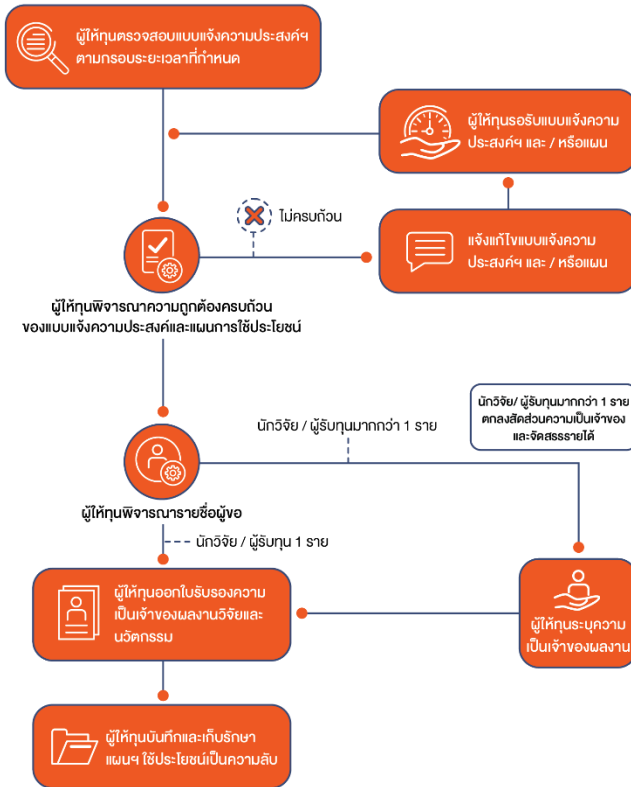 ผู้ให้ทุนตรวจสอบแบบแจ้งความประสงค์ฯ
ตามกรอบระยะเวลาที่กำหนด
ผู้ให้ทุนรอรับแบบแจ้งความ
ประสงค์ฯ และ / หรือแผน
ไม่ครบถ้วน
แจ้งแก้ไขแบบแจ้งความ
ประสงค์ฯ และ / หรือแผน
ผู้ให้ทุนพิจารณาความถูกต้องครบถ้วน
ของแบบแจ้งความประสงค์และแผนการใช้ประโยชน์
นักวิจัย/ ผู้รับทุนมากกว่า 1 ราย
ตกลงสัดส่วนความเป็นเจ้าของ
และจัดสรรรายได้
นักวิจัย / ผู้รับทุนมากกว่า 1 ราย
ผู้ให้ทุนพิจารณารายชื่อผู้ขอ
นักวิจัย / ผู้รับทุน 1 ราย
ผู้ให้ทุนออกใบรับรองความ
เป็นเจ้าของผลงานวิจัยและ
นวัตกรรม
ผู้ให้ทุนระบุความ
เป็นเจ้าของผลงาน
ผู้ให้ทุนบันทึกและเก็บรักษา
แผนฯ ใช้ประโยชน์เป็นความลับ